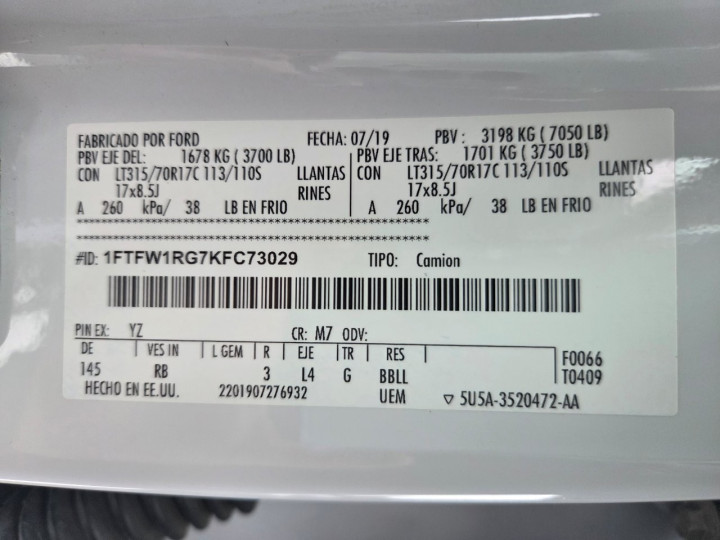 FABRICADO POR FORD FECHA: 07/19 PBV : 3198 KG ( 7050 LB)
PBV EJE DEL: 1678 KG ( 3700 LB) PBV EJE TRAS: 1701 KG ( 3750 LB)
CON LT315/70R17C 113/110S LLANTAS CON LT315/70R17C 113/110S LLANTAS
17x8.5J RINES 17x8.5J RINES
A 260 kPa/ 38 LB EN FRIO A 260 kPa/ 38 LB EN FRIO
#ID: 1FTFW1RG7KFC73029 TIPO: Camion
PIN EX: YZ CR: M7 ODV:
DE VES IN L GEM R EJE TR RES F0066
145 RB 3 L4 G BBLL T0409
HECHO EN EE.UU. 2201907276932 UEM ▽ 5U5A-3520472-AA